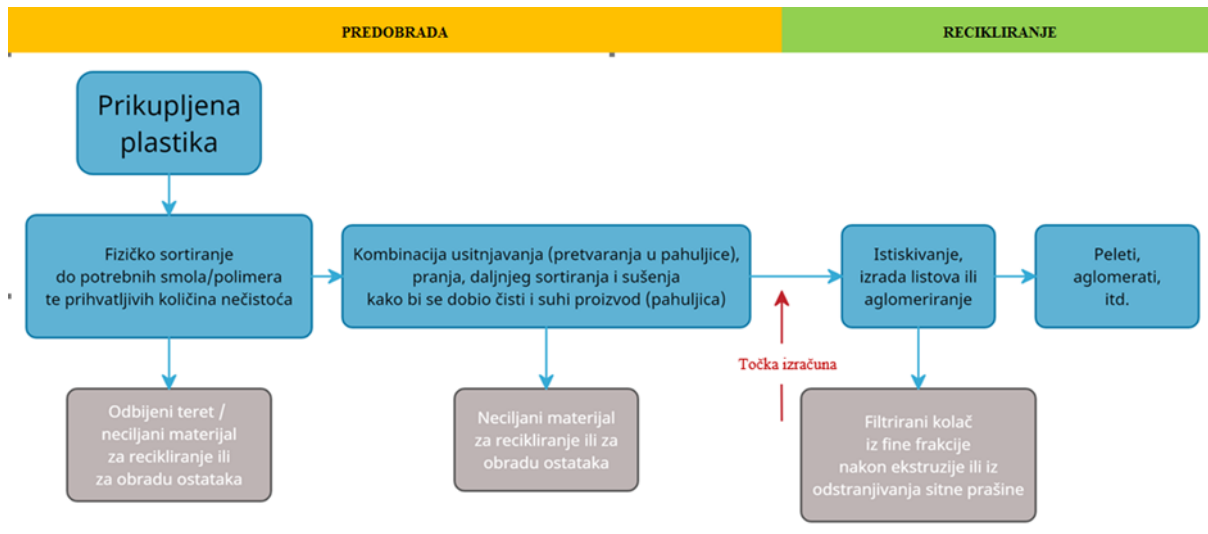 PREDOBRADA
RECIKLIRANJE
Prikupljena
plastika
Fizičko sortiranje
do potrebnih smola/polimera
te prihvatljivih količina nečistoća
Kombinacija usitnjavanja (pretvaranja u pahuljice),
pranja, daljnjeg sortiranja i sušenja
kako bi se dobio čisti i suhi proizvod (pahuljica)
Istiskivanje,
izrada listova ili
aglomeriranje
Peleti,
aglomerati,
itd.
Točka izračuna
Odbijeni teret /
neciljani materijal
za recikliranje ili
za obradu ostataka
Neciljani materijal
za recikliranje ili za
obradu ostataka
Filtrirani kolač
iz fine frakcije
nakon ekstruzije ili iz
odstranjivanja sitne prašine